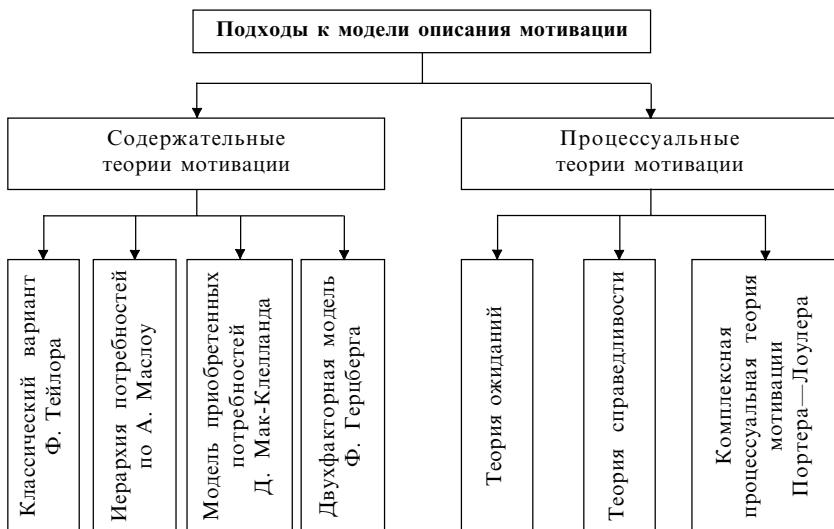 Подходы к модели описания мотивации
Содержательные
теории мотивации
Процессуальные
теории мотивации
Классический вариант
Ф. Тейлора
Иерархия потребностей
по А. Маслоу
Модель приобретенных
потребностей
Д. Мак-Клелланда
Двухфакторная модель
Ф. Герцберга
Теория ожиданий
Теория справедливости
Комплексная
процессуальная теория
мотивации
Портера—Лоулера